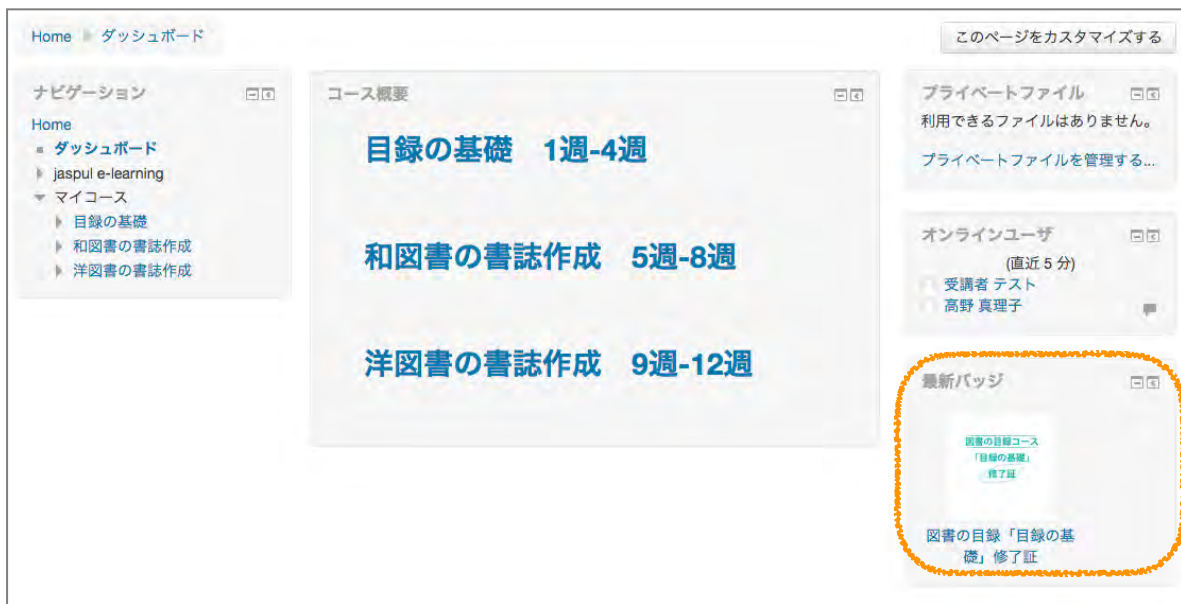 Home ダッシュボード
このページをカスタマイズする
ナビゲーション
Home
ダッシュボード
jaspul e-learning
マイコース
目録の基礎
和図書の書誌作成
洋図書の書誌作成
コース概要
目録の基礎 1週-4週
和図書の書誌作成 5週-8週
洋図書の書誌作成 9週-12週
プライベートファイル
利用できるファイルはありません。
プライベートファイルを管理する...
オンラインユーザ
(直近 5 分)
受講者 テスト
高野 真理子
最新バッジ
図書の目録コース
「目録の基礎」
修了証
図書の目録「目録の基
礎」修了証